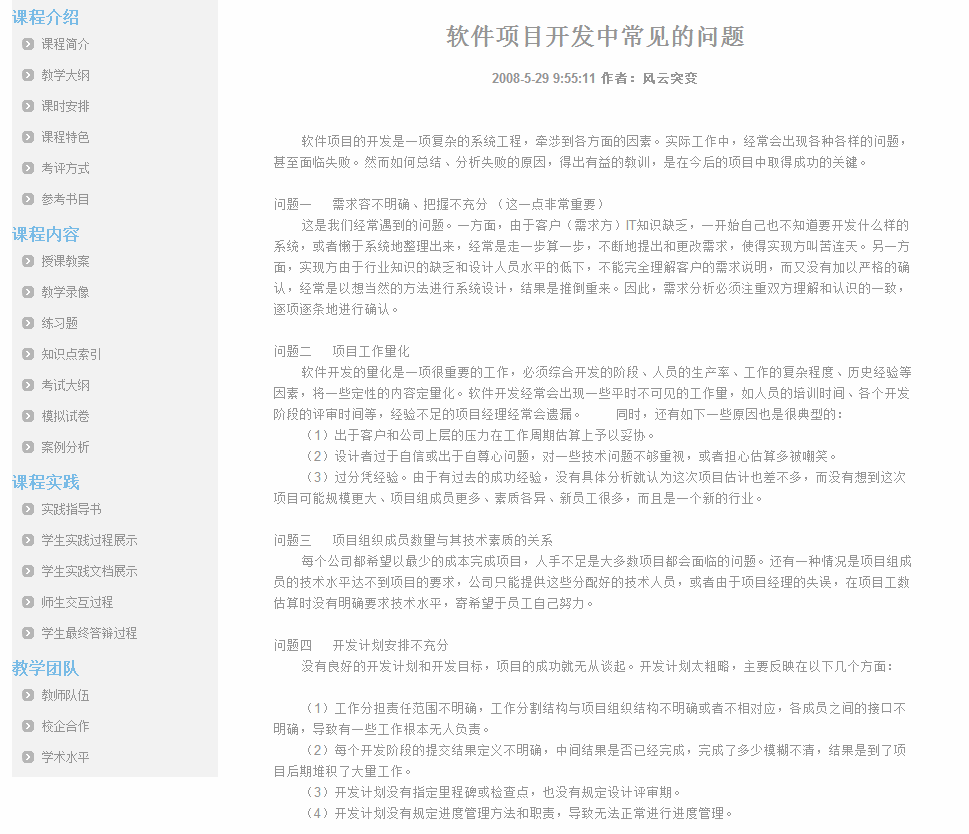 课程介绍
课程简介
教学大纲
课时安排
课程特色
考评方式
参考书目
课程内容
授课教案
教学录像
练习题
知识点索引
考试大纲
模拟试卷
案例分析
课程实践
实践指导书
学生实践过程展示
学生实践文档展示
师生交互过程
学生最终答辩过程
教学团队
教师队伍
校企合作
学术水平
软件项目开发中常见的问题
2008-5-29 9:55:11 作者：风云突变
软件项目的开发是一项复杂的系统工程，牵涉到各方面的因素。实际工作中，经常会出现各种各样的问题，
甚至面临失败。然而如何总结、分析失败的原因，得出有益的教训，是在今后的项目中取得成功的关键。
问题一 需求容不明确、把握不充分 （这一点非常重要）
这是我们经常遇到的问题。一方面，由于客户（需求方）IT知识缺乏，一开始自己也不知道要开发什么样的
系统，或者懒于系统地整理出来，经常是走一步算一步，不断地提出和更改需求，使得实现方叫苦连天。另一方
面，实现方由于行业知识的缺乏和设计人员水平的低下，不能完全理解客户的需求说明，而又没有加以严格的确
认，经常是以想当然的方法进行系统设计，结果是推倒重来。因此，需求分析必须注重双方理解和认识的一致，
逐项逐条地进行确认。
问题二 项目工作量化
软件开发的量化是一项很重要的工作，必须综合开发的阶段、人员的生产率、工作的复杂程度、历史经验等
因素，将一些定性的内容定量化。软件开发经常会出现一些平时不可见的工作量，如人员的培训时间、各个开发
阶段的评审时间等，经验不足的项目经理经常会遗漏。 同时，还有如下一些原因也是很典型的：
（1）出于客户和公司上层的压力在工作周期估算上予以妥协。
（2）设计者过于自信或出于自尊心问题，对一些技术问题不够重视，或者担心估算多被嘲笑。
（3）过分凭经验。由于有过去的成功经验，没有具体分析就认为这次项目估计也差不多，而没有想到这次
项目可能规模更大、项目组成员更多、素质各异、新员工很多，而且是一个新的行业。
问题三 项目组织成员数量与其技术素质的关系
每个公司都希望以最少的成本完成项目，人手不足是大多数项目都会面临的问题。还有一种情况是项目组成
员的技术水平达不到项目的要求，公司只能提供这些分配好的技术人员，或者由于项目经理的失误，在项目工数
估算时没有明确要求技术水平，寄希望于员工自己努力。
问题四 开发计划安排不充分
没有良好的开发计划和开发目标，项目的成功就无从谈起。开发计划太粗略，主要反映在以下几个方面：
（1）工作分担责任范围不明确，工作分割结构与项目组织结构不明确或者不相对应，各成员之间的接口不
明确，导致有一些工作根本无人负责。
（2）每个开发阶段的提交结果定义不明确，中间结果是否已经完成，完成了多少模糊不清，结果是到了项
目后期堆积了大量工作。
（3）开发计划没有指定里程碑或检查点，也没有规定设计评审期。
（4）开发计划没有规定进度管理方法和职责，导致无法正常进行进度管理。